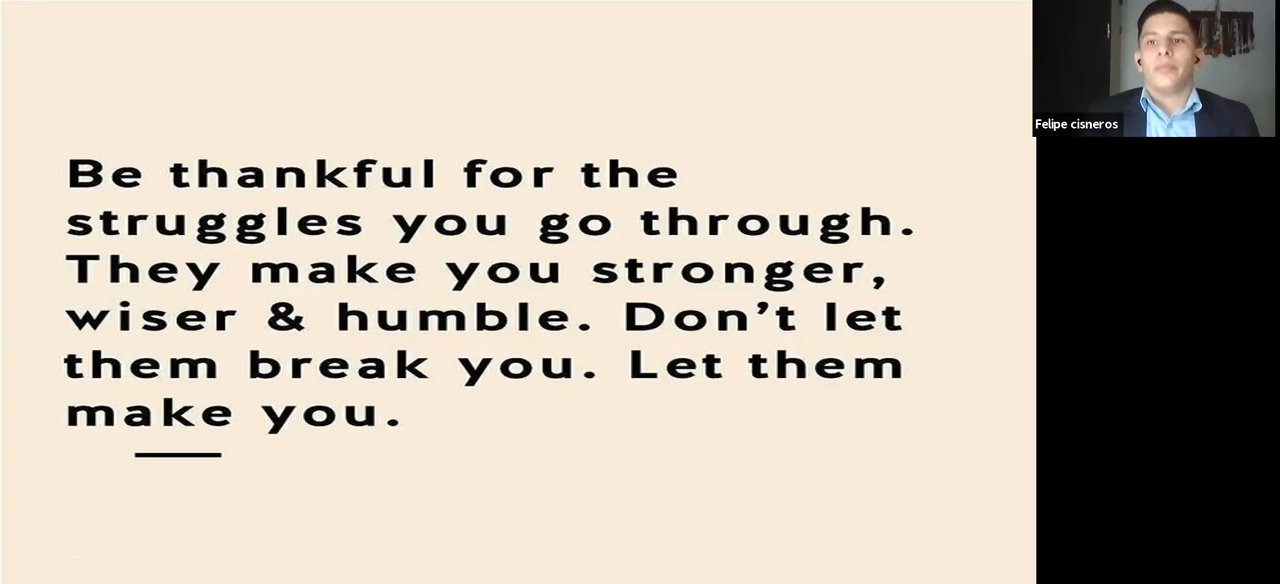 Be thankful for the
struggles you go through.
They make you stronger,
wiser & humble. Don’t let
them break you. Let them
make you.
Felipe cisneros